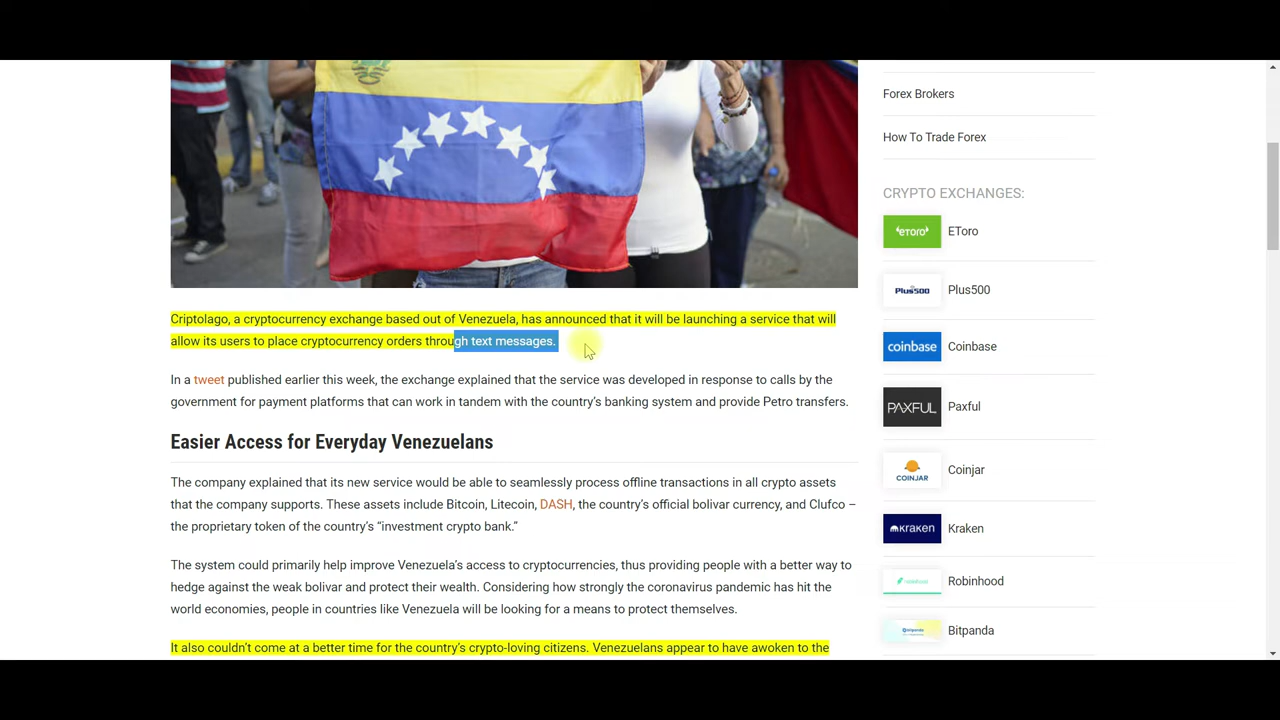 Criptolago, a cryptocurrency exchange based out of Venezuela, has announced that it will be launching a service that will
allow its users to place cryptocurrency orders through text messages.
In a tweet published earlier this week, the exchange explained that the service was developed in response to calls by the
government for payment platforms that can work in tandem with the country’s banking system and provide Petro transfers.
Easier Access for Everyday Venezuelans
The company explained that its new service would be able to seamlessly process offline transactions in all crypto assets
that the company supports. These assets include Bitcoin, Litecoin, DASH, the country’s official bolivar currency, and Clufco –
the proprietary token of the country’s “investment crypto bank.”
The system could primarily help improve Venezuela’s access to cryptocurrencies, thus providing people with a better way to
hedge against the weak bolivar and protect their wealth. Considering how strongly the coronavirus pandemic has hit the
world economies, people in countries like Venezuela will be looking for a means to protect themselves.
It also couldn’t come at a better time for the country’s crypto-loving citizens. Venezuelans appear to have awoken to the
Forex Brokers
How To Trade Forex
CRYPTO EXCHANGES:
eToro EToro
Plus500 Plus500
coinbase Coinbase
PAXFUL Paxful
COINJAR Coinjar
KRAKEN Kraken
Robinhood
bitpanda Bitpanda